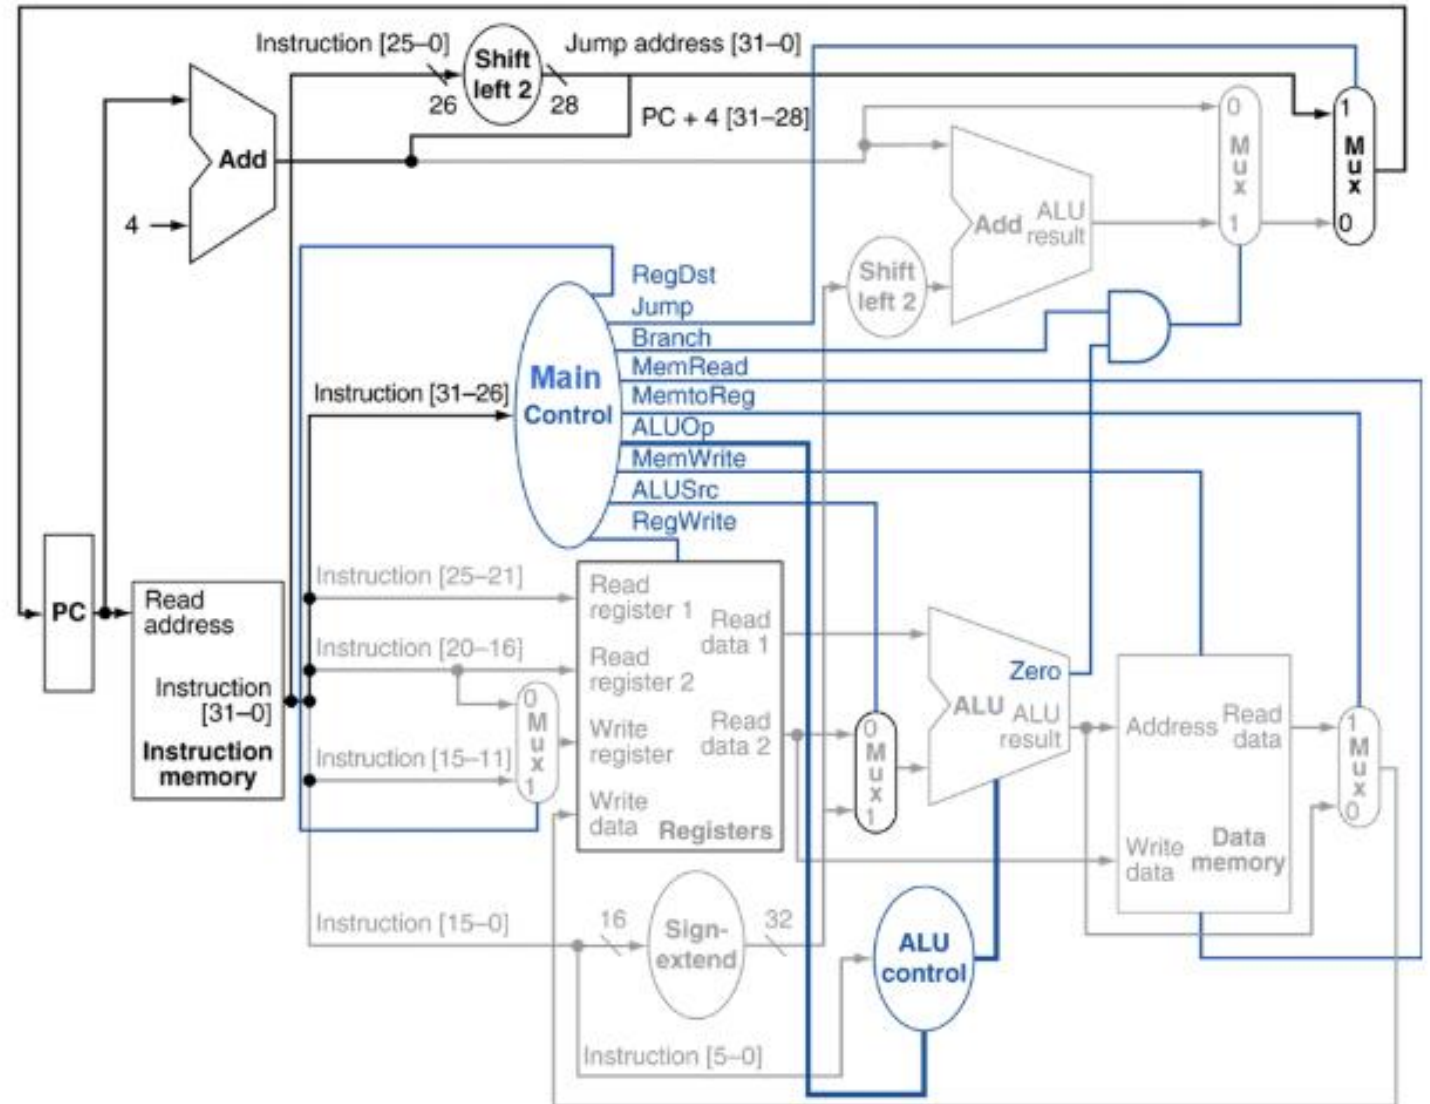 Instruction [25–0]
Shift
left 2
Jump address [31–0]
26
28
PC + 4 [31–28]
Add
4
0
M
u
x
1
1
M
u
x
0
Add
ALU
result
Shift
left 2
RegDst
Jump
Branch
MemRead
MemtoReg
ALUOp
MemWrite
ALUSrc
RegWrite
Main
Control
Instruction [31–26]
PC
Read
address
Instruction
[31–0]
Instruction
memory
Instruction [25–21]
Instruction [20–16]
Instruction [15–11]
0
M
u
x
1
Read
register 1
Read
register 2
Write
register
Write
data
Read
data 1
Read
data 2
Registers
0
M
u
x
1
Zero
ALU
ALU
result
Address
Read
data
Write
data
Data
memory
1
M
u
x
0
Instruction [15–0]
16
Sign-
extend
32
ALU
control
Instruction [5–0]